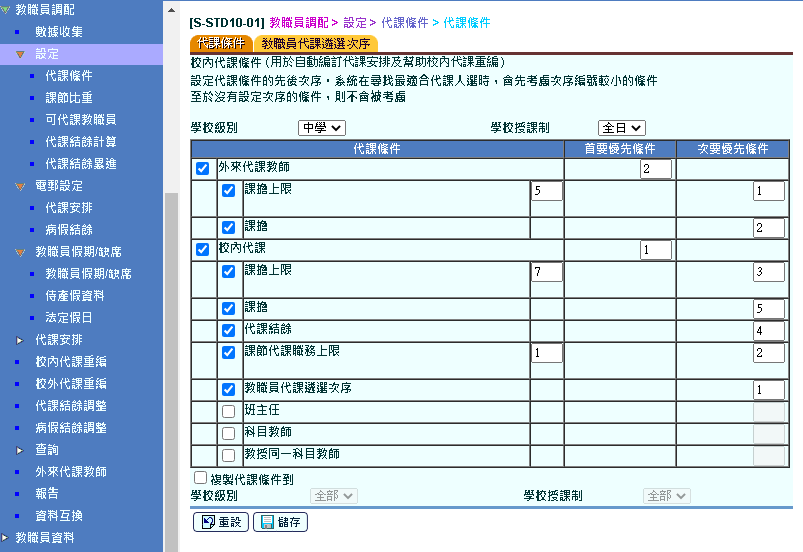 教職員調配
數據收集
設定
代課條件
課節比重
可代課教職員
代課結餘計算
代課結餘累進
電郵設定
代課安排
病假結餘
教職員假期/缺席
教職員假期/缺席
侍產假資料
法定假日
代課安排
校內代課重編
校外代課重編
代課結餘調整
病假結餘調整
查詢
外來代課教師
報告
資料互換
教職員資料
[S-STD10-01] 教職員調配 > 設定 > 代課條件 > 代課條件
代課條件 教職員代課遴選次序
校內代課條件 (用於自動編訂代課安排及幫助校內代課重編)
設定代課條件的先後次序。系統在尋找最適合代課人選時，會先考慮次序編號較小的條件
至於沒有設定次序的條件，則不會被考慮
學校級別 中學 學校授課制 全日
代課條件 首要優先條件 次要優先條件
外來代課教師 2
課擔上限 5 1
課擔 2
校內代課 1
課擔上限 7 3
課擔 5
代課結餘 4
課節代課職務上限 1 2
教職員代課遴選次序 1
班主任
科目教師
教授同一科目教師
複製代課條件到
學校級別 全部 學校授課制 全部
重設 儲存